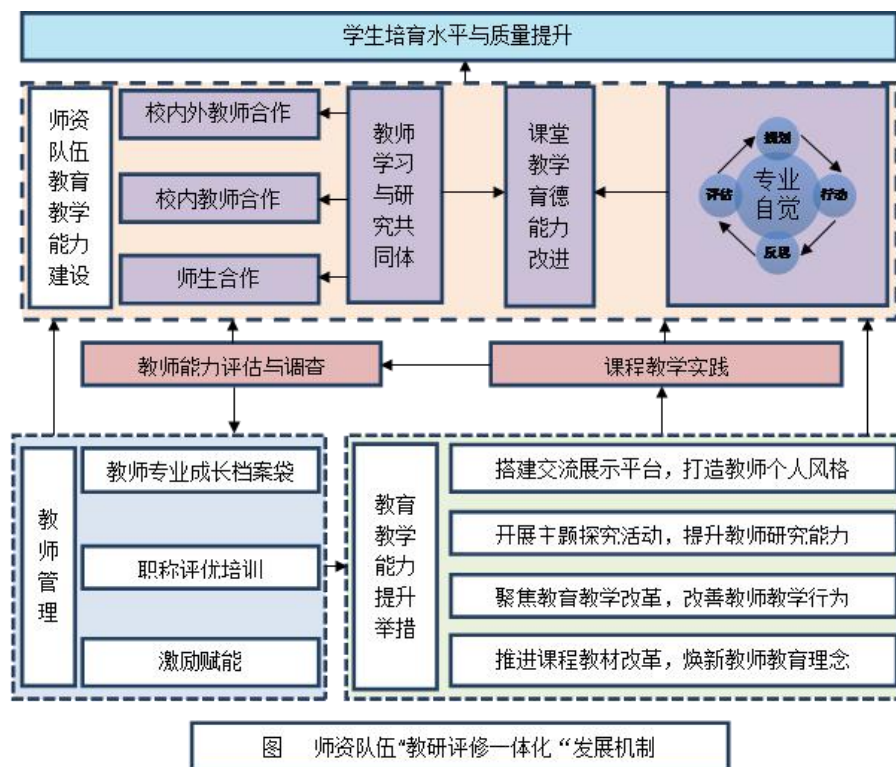 学生培育水平与质量提升
师资
队伍
教育
教学
能力
建设
校内外教师合作
校内教师合作
师生合作
教师
学习
与研
究共
同体
课堂
教学
育德
能力
改进
规划
评估
专业
自觉
行动
反思
教师能力评估与调查
课程教学实践
教
师
管
理
教师专业成长档案袋
职称评优培训
激励赋能
教育
教学
能力
提升
举措
搭建交流展示平台，打造教师个人风格
开展主题探究活动，提升教师研究能力
聚焦教育教学改革，改善教师教学行为
推进课程教材改革，焕新教师教育理念
图 师资队伍“教研评修一体化“发展机制